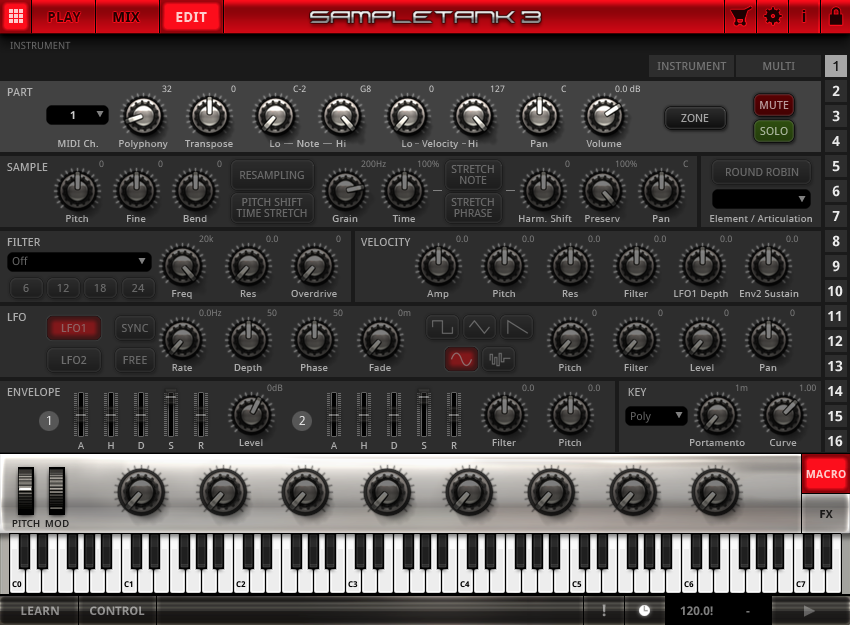 PLAY MIX EDIT SAMPLETANK 3 i
INSTRUMENT
INSTRUMENT MULTI 1
PART 32 0 C-2 G8 0 127 C 0.0 dB 2
1 ZONE MUTE 3
SOLO
MIDI Ch. Polyphony Transpose Lo — Note — Hi Lo - Velocity - Hi Pan Volume 4
SAMPLE 0 0 0 RESAMPLING 200Hz 100% STRETCH NOTE 0 100% C ROUND ROBIN 5
6
PITCH SHIFT STRETCH
TIME STRETCH PHRASE
Pitch Fine Bend Grain Time Harm. Shift Preserv Pan Element / Articulation 7
FILTER 20k 0.0 0 VELOCITY 0.0 0.0 0.0 0.0 0.0 0.0 8
Off 9
6 12 18 24 Freq Res Overdrive Amp Pitch Res Filter LFO1 Depth Env2 Sustain 10
LFO 0.0Hz 50 50 0m 0 0 0 0 11
LFO1 SYNC 12
LFO2 FREE Rate Depth Phase Fade Pitch Filter Level Pan 13
ENVELOPE 0dB 0.0 0.0 KEY 1m 1.00 14
1 2 Poly 15
A H D S R Level A H D S R Filter Pitch Portamento Curve 16
MACRO
FX
PITCH MOD
C0 C1 C2 C3 C4 C5 C6 C7
LEARN CONTROL ! 120.0! -